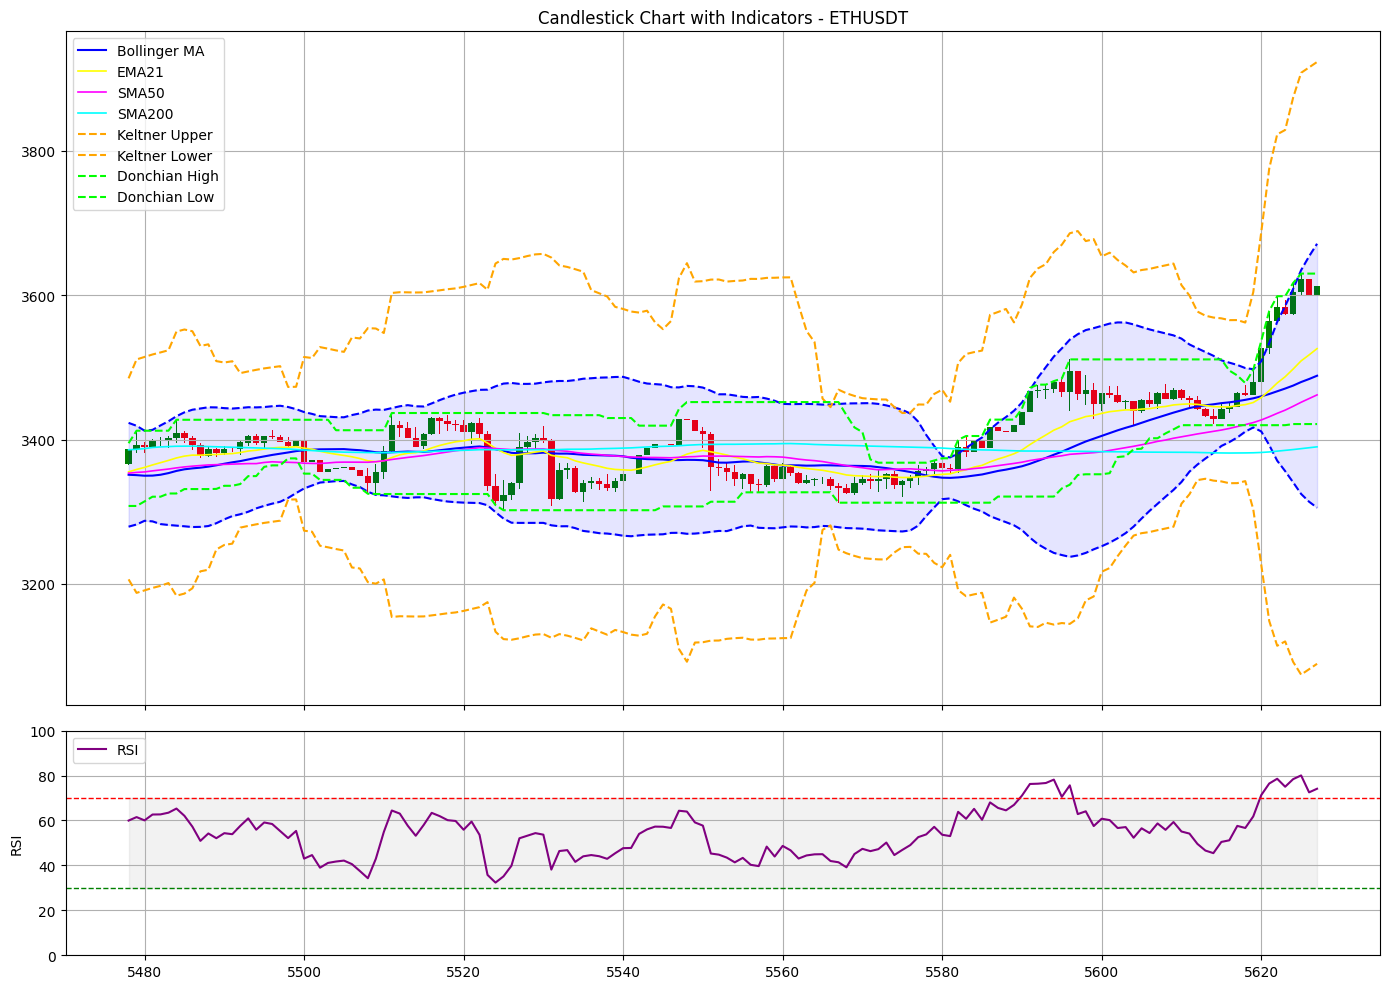 Candlestick Chart with Indicators - ETHUSDT
Bollinger MA
EMA21
SMA50
SMA200
Keltner Upper
Keltner Lower
Donchian High
Donchian Low
3800
3600
3400
3200
RSI
RSI
100
80
60
40
20
0
5480
5500
5520
5540
5560
5580
5600
5620